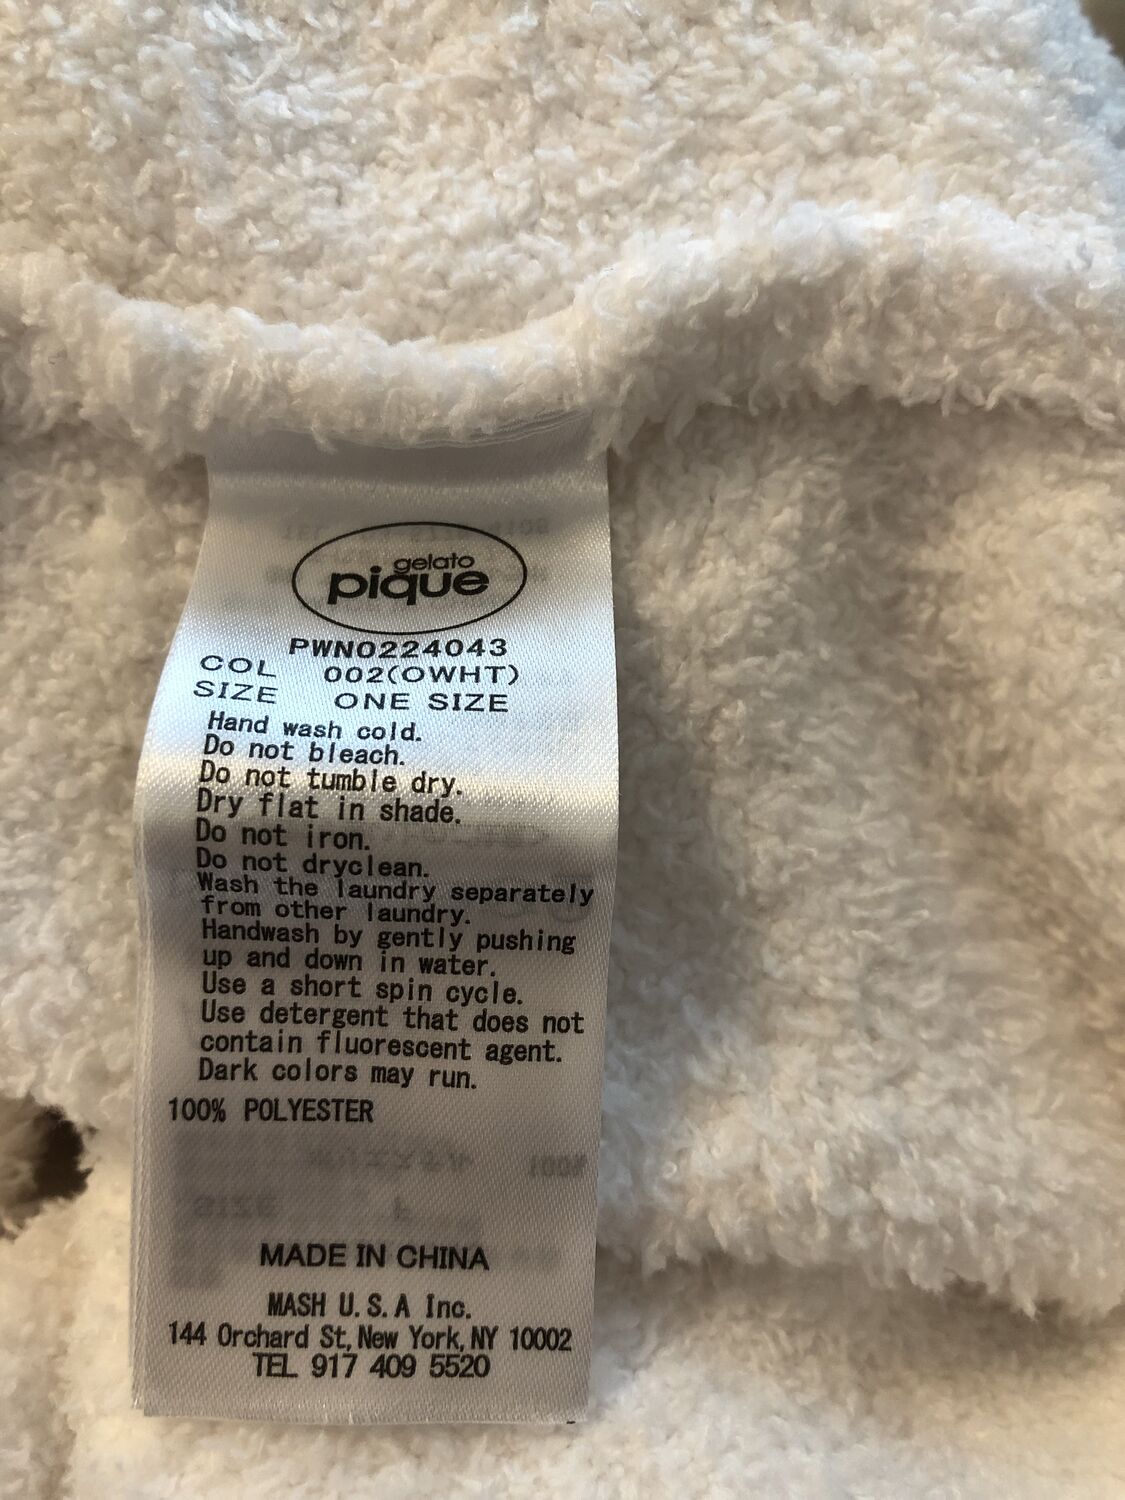 gelato
pique
PWNO224043
COL 002(OWHT)
SIZE ONE SIZE
Hand wash cold.
Do not bleach.
Do not tumble dry.
Dry flat in shade.
Do not iron.
Do not dryclean.
Wash the laundry separately
from other laundry.
Handwash by gently pushing
up and down in water.
Use a short spin cycle.
Use detergent that does not
contain fluorescent agent.
Dark colors may run.
100% POLYESTER
MADE IN CHINA
MASH U.S.A Inc.
144 Orchard St, New York, NY 10002
TEL 917 409 5520